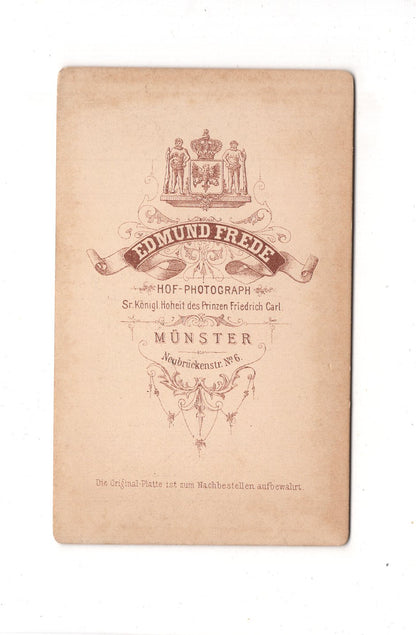 EDMUND FREDE
HOF-PHOTOGRAPH
Sr. Königl. Hoheit des Prinzen Friedrich Carl.
MÜNSTER
Neubrückenstr. No 6.
Die Original-Platte ist zum Nachbestellen aufbewahrt.